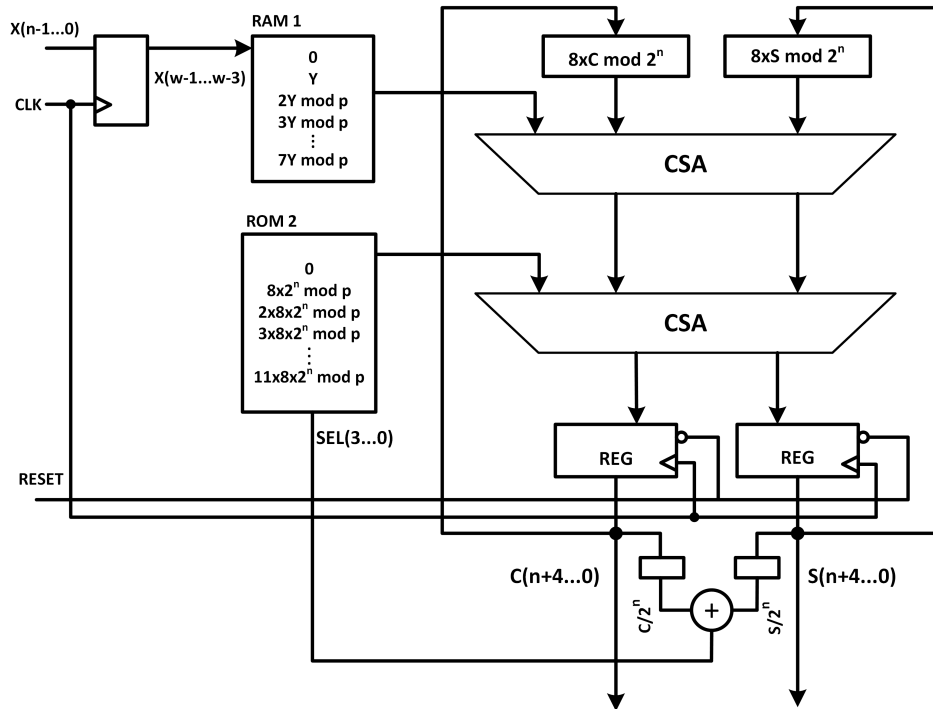 X(n-1...0)
CLK
X(w-1...w-3)
RAM 1
0
Y
2Y mod p
3Y mod p
⋮
7Y mod p
8xC mod 2ⁿ
8xS mod 2ⁿ
CSA
ROM 2
0
8x2ⁿ mod p
2x8x2ⁿ mod p
3x8x2ⁿ mod p
⋮
11x8x2ⁿ mod p
CSA
SEL(3...0)
REG
REG
RESET
C(n+4...0)
S(n+4...0)
C/2ⁿ
+
S/2ⁿ